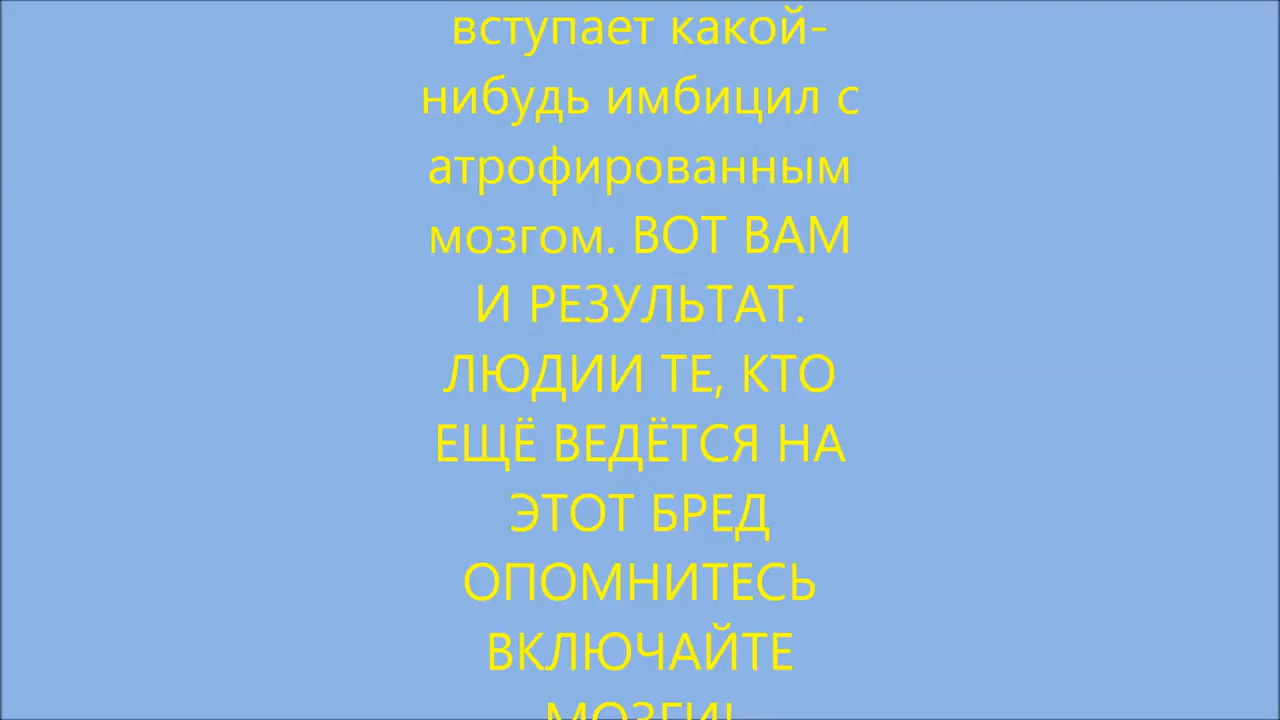 вступает какой-
нибудь имбицил с
атрофированным
мозгом. ВОТ ВАМ
И РЕЗУЛЬТАТ.
ЛЮДИИ ТЕ, КТО
ЕЩЁ ВЕДЁТСЯ НА
ЭТОТ БРЕД
ОПОМНИТЕСЬ
ВКЛЮЧАЙТЕ
МОЗГИ!